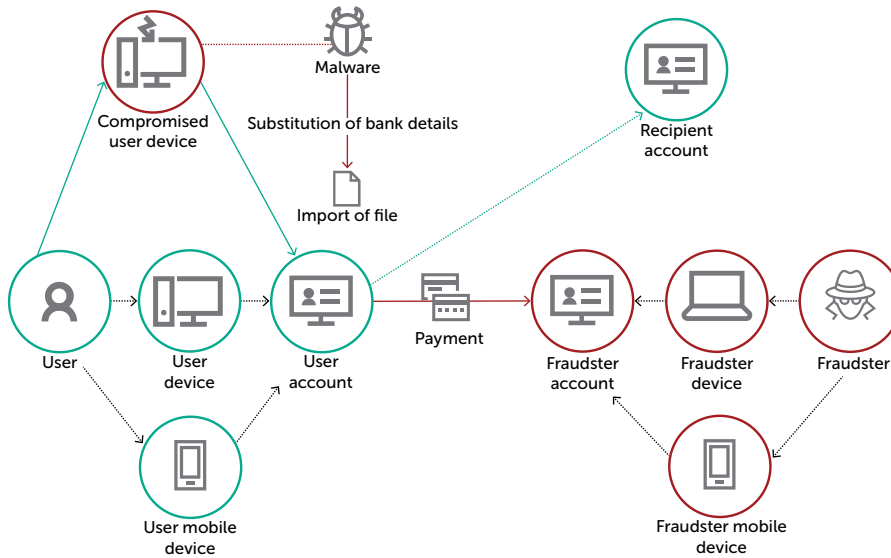 Malware
Compromised
user device
Substitution of bank details
Recipient
account
Import of file
User
User
device
User
account
Payment
Fraudster
account
Fraudster
device
Fraudster
User mobile
device
Fraudster mobile
device